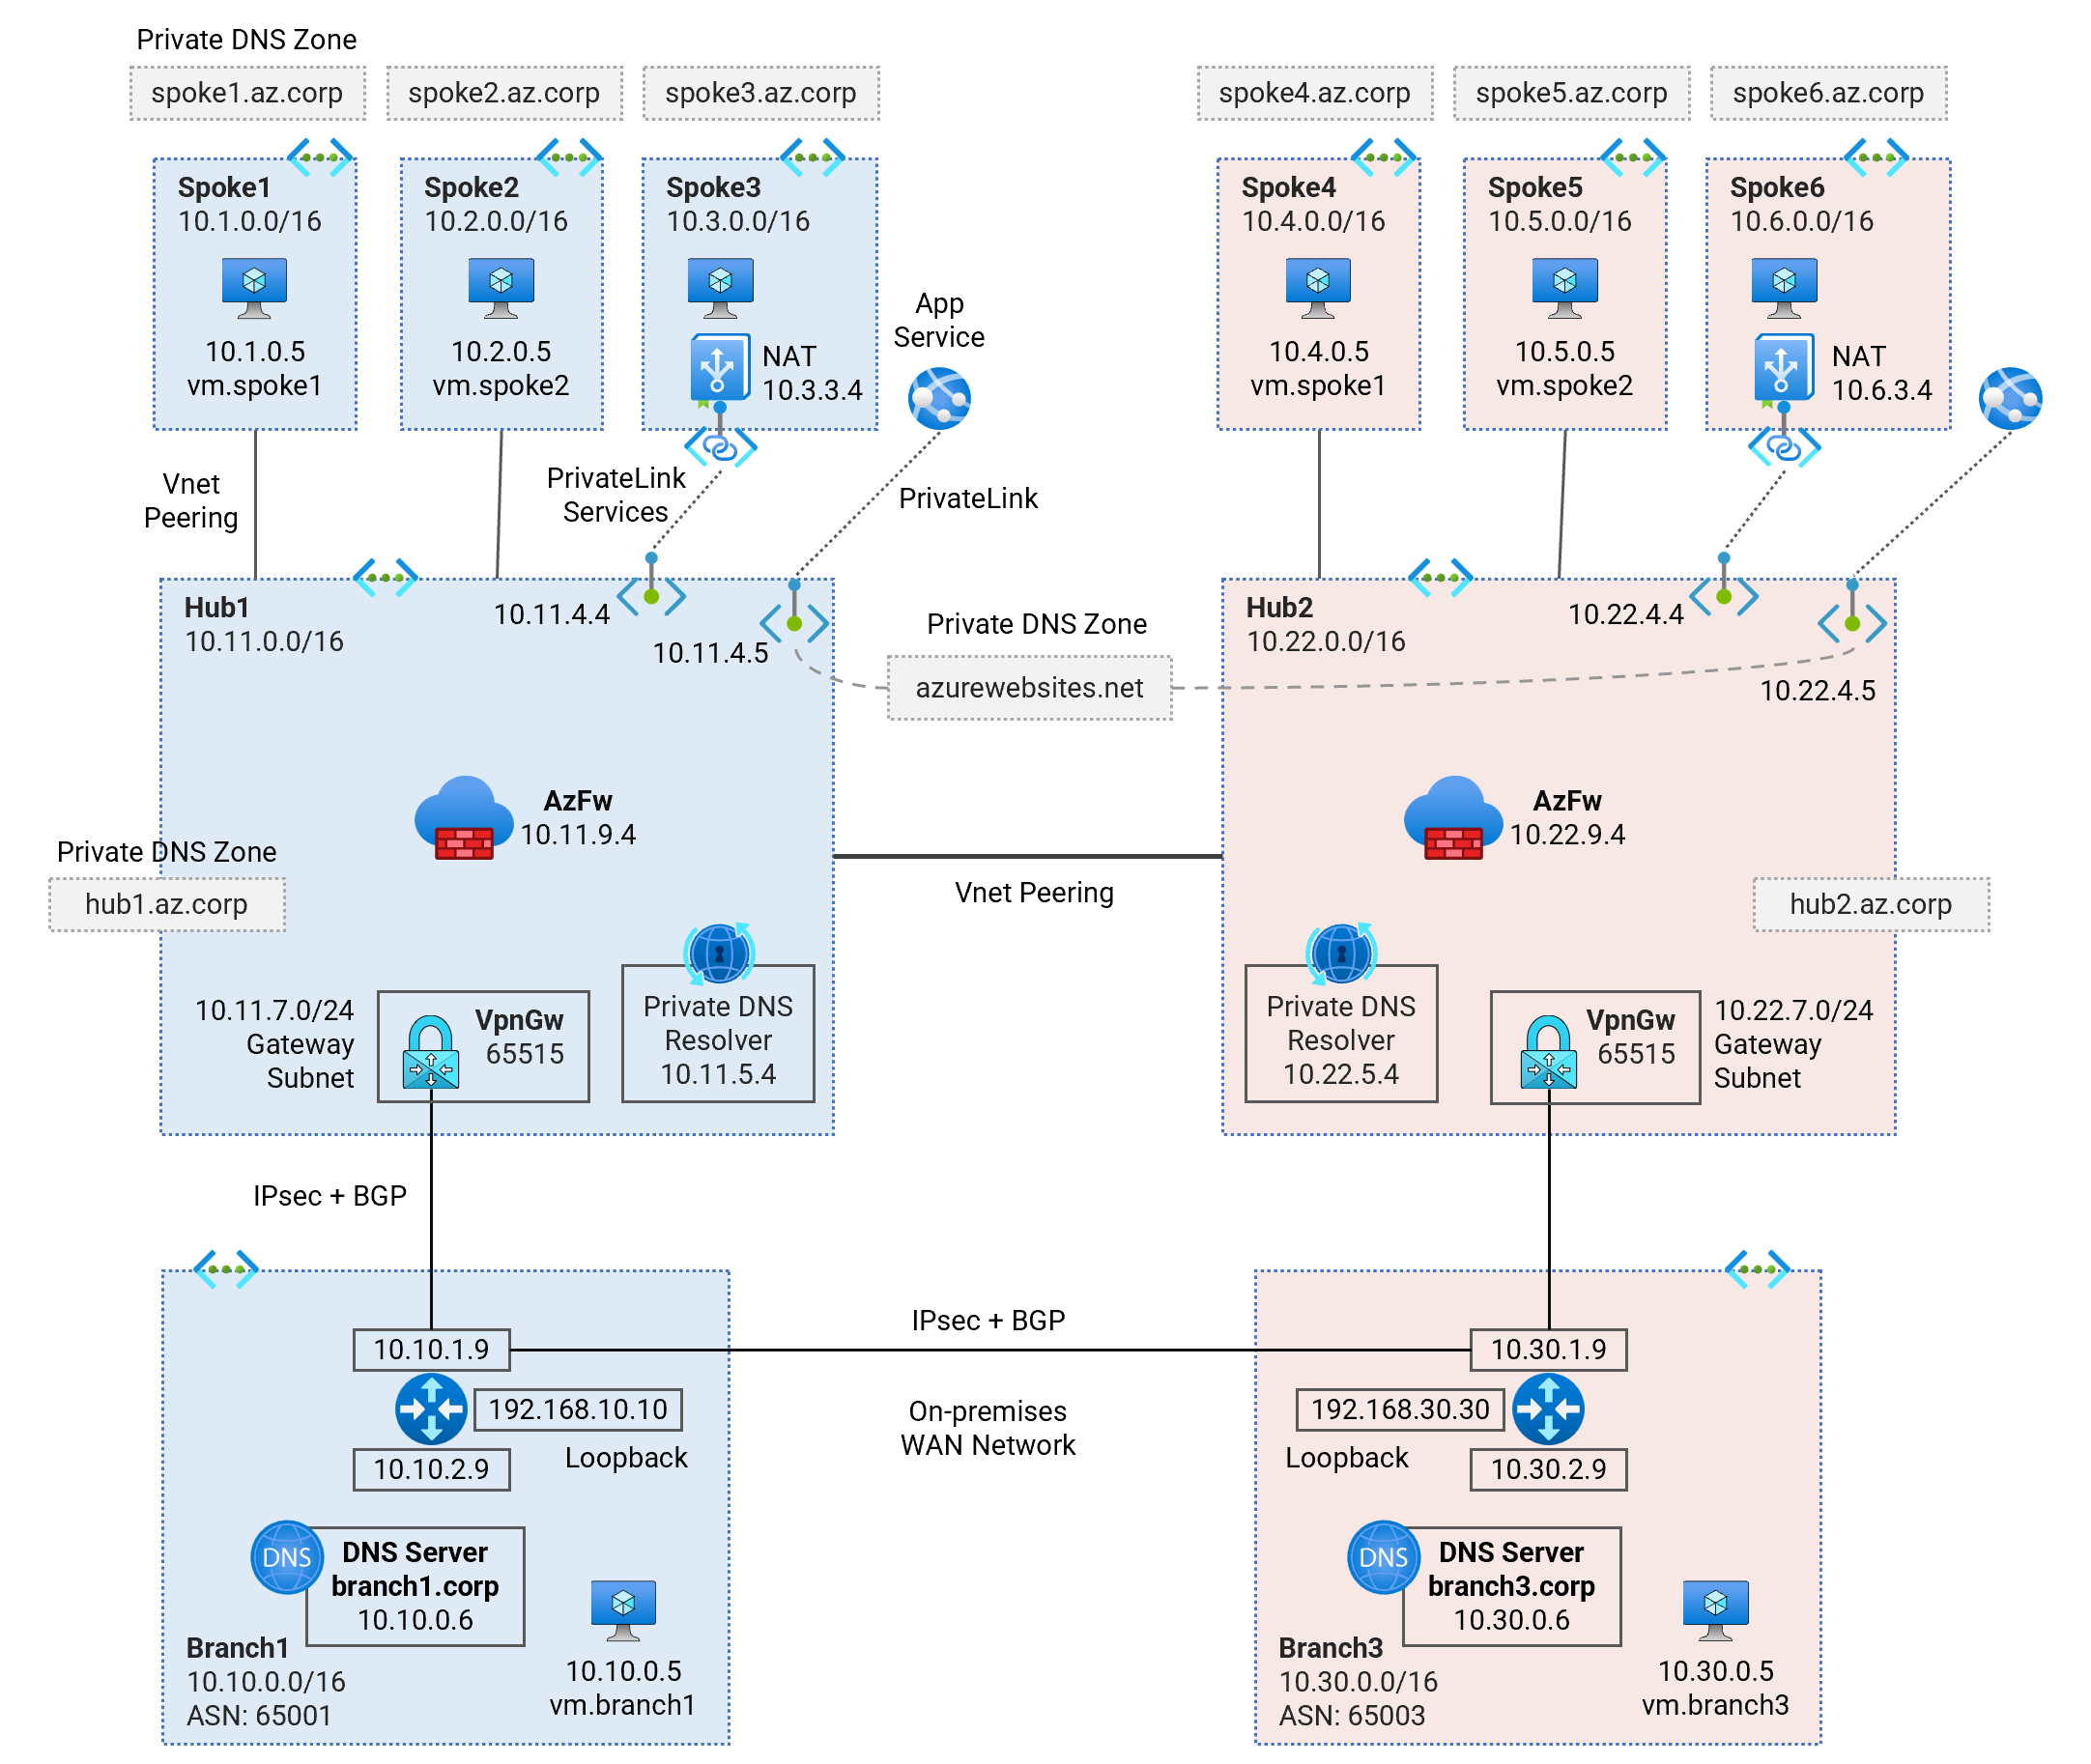 Private DNS Zone
spoke1.az.corp
spoke2.az.corp
spoke3.az.corp
spoke4.az.corp
spoke5.az.corp
spoke6.az.corp
Spoke1
10.1.0.0/16
10.1.0.5
vm.spoke1
Spoke2
10.2.0.0/16
10.2.0.5
vm.spoke2
Spoke3
10.3.0.0/16
NAT
10.3.3.4
App
Service
Spoke4
10.4.0.0/16
10.4.0.5
vm.spoke1
Spoke5
10.5.0.0/16
10.5.0.5
vm.spoke2
Spoke6
10.6.0.0/16
NAT
10.6.3.4
Vnet
Peering
PrivateLink
Services
PrivateLink
Hub1
10.11.0.0/16
10.11.4.4
10.11.4.5
Private DNS Zone
azurewebsites.net
Hub2
10.22.0.0/16
10.22.4.4
10.22.4.5
AzFw
10.11.9.4
AzFw
10.22.9.4
Private DNS Zone
hub1.az.corp
Vnet Peering
hub2.az.corp
10.11.7.0/24
Gateway
Subnet
VpnGw
65515
Private DNS
Resolver
10.11.5.4
Private DNS
Resolver
10.22.5.4
VpnGw
65515
10.22.7.0/24
Gateway
Subnet
IPsec + BGP
IPsec + BGP
10.10.1.9
192.168.10.10
Loopback
10.10.2.9
On-premises
WAN Network
10.30.1.9
192.168.30.30
Loopback
10.30.2.9
DNS
DNS Server
branch1.corp
10.10.0.6
Branch1
10.10.0.0/16
ASN: 65001
10.10.0.5
vm.branch1
DNS
DNS Server
branch3.corp
10.30.0.6
Branch3
10.30.0.0/16
ASN: 65003
10.30.0.5
vm.branch3